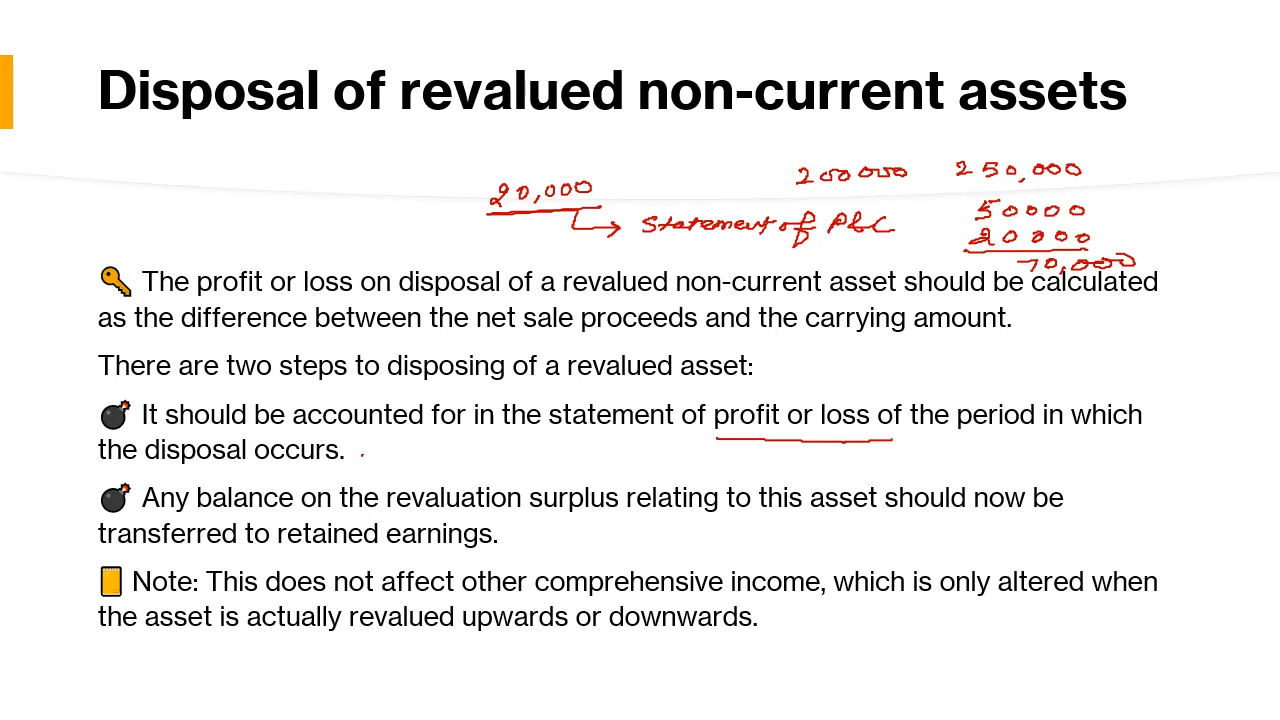 Disposal of revalued non-current assets
20,000
200000
250,000
Statement of P&L
50000
20000
70,000
🔑 The profit or loss on disposal of a revalued non-current asset should be calculated
as the difference between the net sale proceeds and the carrying amount.
There are two steps to disposing of a revalued asset:
💣 It should be accounted for in the statement of profit or loss of the period in which
the disposal occurs.
💣 Any balance on the revaluation surplus relating to this asset should now be
transferred to retained earnings.
📒 Note: This does not affect other comprehensive income, which is only altered when
the asset is actually revalued upwards or downwards.